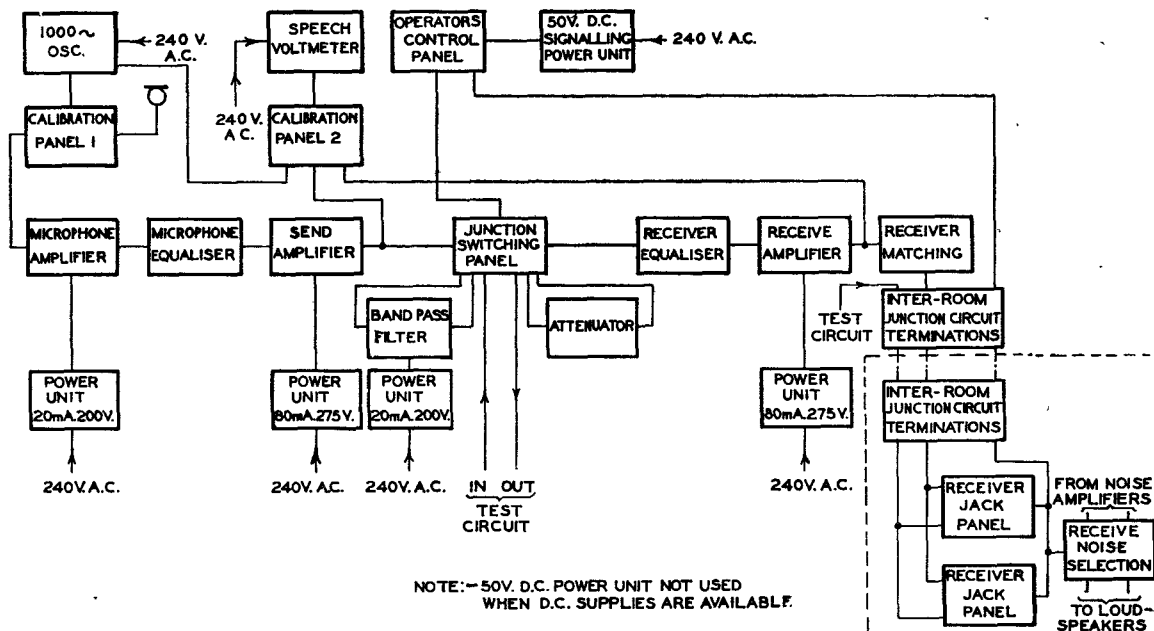 1000~
OSC.
240 V.
A.C.
SPEECH
VOLTMETER
OPERATORS
CONTROL
PANEL
50V. D.C.
SIGNALLING
POWER UNIT
240 V. A.C.
CALIBRATION
PANEL 1
240 V.
A C.
CALIBRATION
PANEL 2
MICROPHONE
AMPLIFIER
MICROPHONE
EQUALISER
SEND
AMPLIFIER
JUNCTION
SWITCHING
PANEL
RECEIVER
EQUALISER
RECEIVE
AMPLIFIER
RECEIVER
MATCHING
BAND PASS
FILTER
ATTENUATOR
TEST
CIRCUIT
INTER-ROOM
JUNCTION CIRCUIT
TERMINATIONS
POWER
UNIT
20mA.200V.
POWER
UNIT
80mA.275V.
POWER
UNIT
20mA.200V.
POWER
UNIT
80mA.275V.
INTER-ROOM
JUNCTION CIRCUIT
TERMINATIONS
240V. A.C.
240V. A.C.
240V. A.C.
IN OUT
TEST
CIRCUIT
240V. A.C.
RECEIVER
JACK
PANEL
FROM NOISE
AMPLIFIERS
RECEIVE
NOISE
SELECTION
RECEIVER
JACK
PANEL
TO LOUD-
SPEAKERS
NOTE:- 50V. D.C. POWER UNIT NOT USED
WHEN D.C. SUPPLIES ARE AVAILABLE.